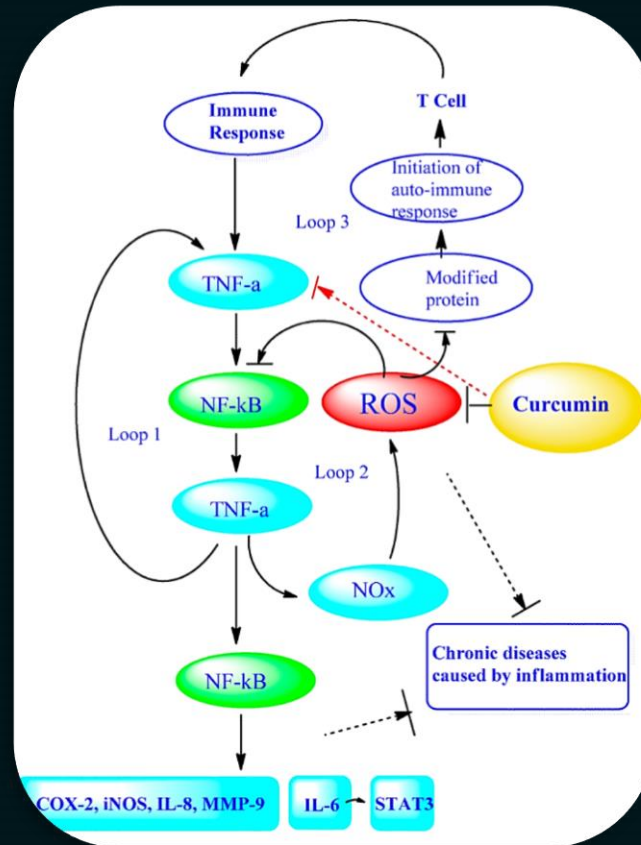 Immune
Response
T Cell
Initiation of
auto-immune
response
Loop 3
TNF-a
Modified
protein
NF-kB
ROS
Curcumin
Loop 1
Loop 2
TNF-a
NOx
Chronic diseases
caused by inflammation
NF-kB
COX-2, iNOS, IL-8, MMP-9
IL-6
STAT3